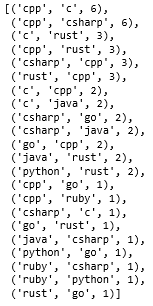 [('cpp', 'c', 6),
('cpp', 'csharp', 6),
('c', 'rust', 3),
('cpp', 'rust', 3),
('csharp', 'cpp', 3),
('rust', 'cpp', 3),
('c', 'cpp', 2),
('c', 'java', 2),
('csharp', 'go', 2),
('csharp', 'java', 2),
('go', 'cpp', 2),
('java', 'rust', 2),
('python', 'rust', 2),
('cpp', 'go', 1),
('cpp', 'ruby', 1),
('csharp', 'c', 1),
('go', 'rust', 1),
('java', 'csharp', 1),
('python', 'go', 1),
('ruby', 'csharp', 1),
('ruby', 'python', 1),
('rust', 'go', 1)]